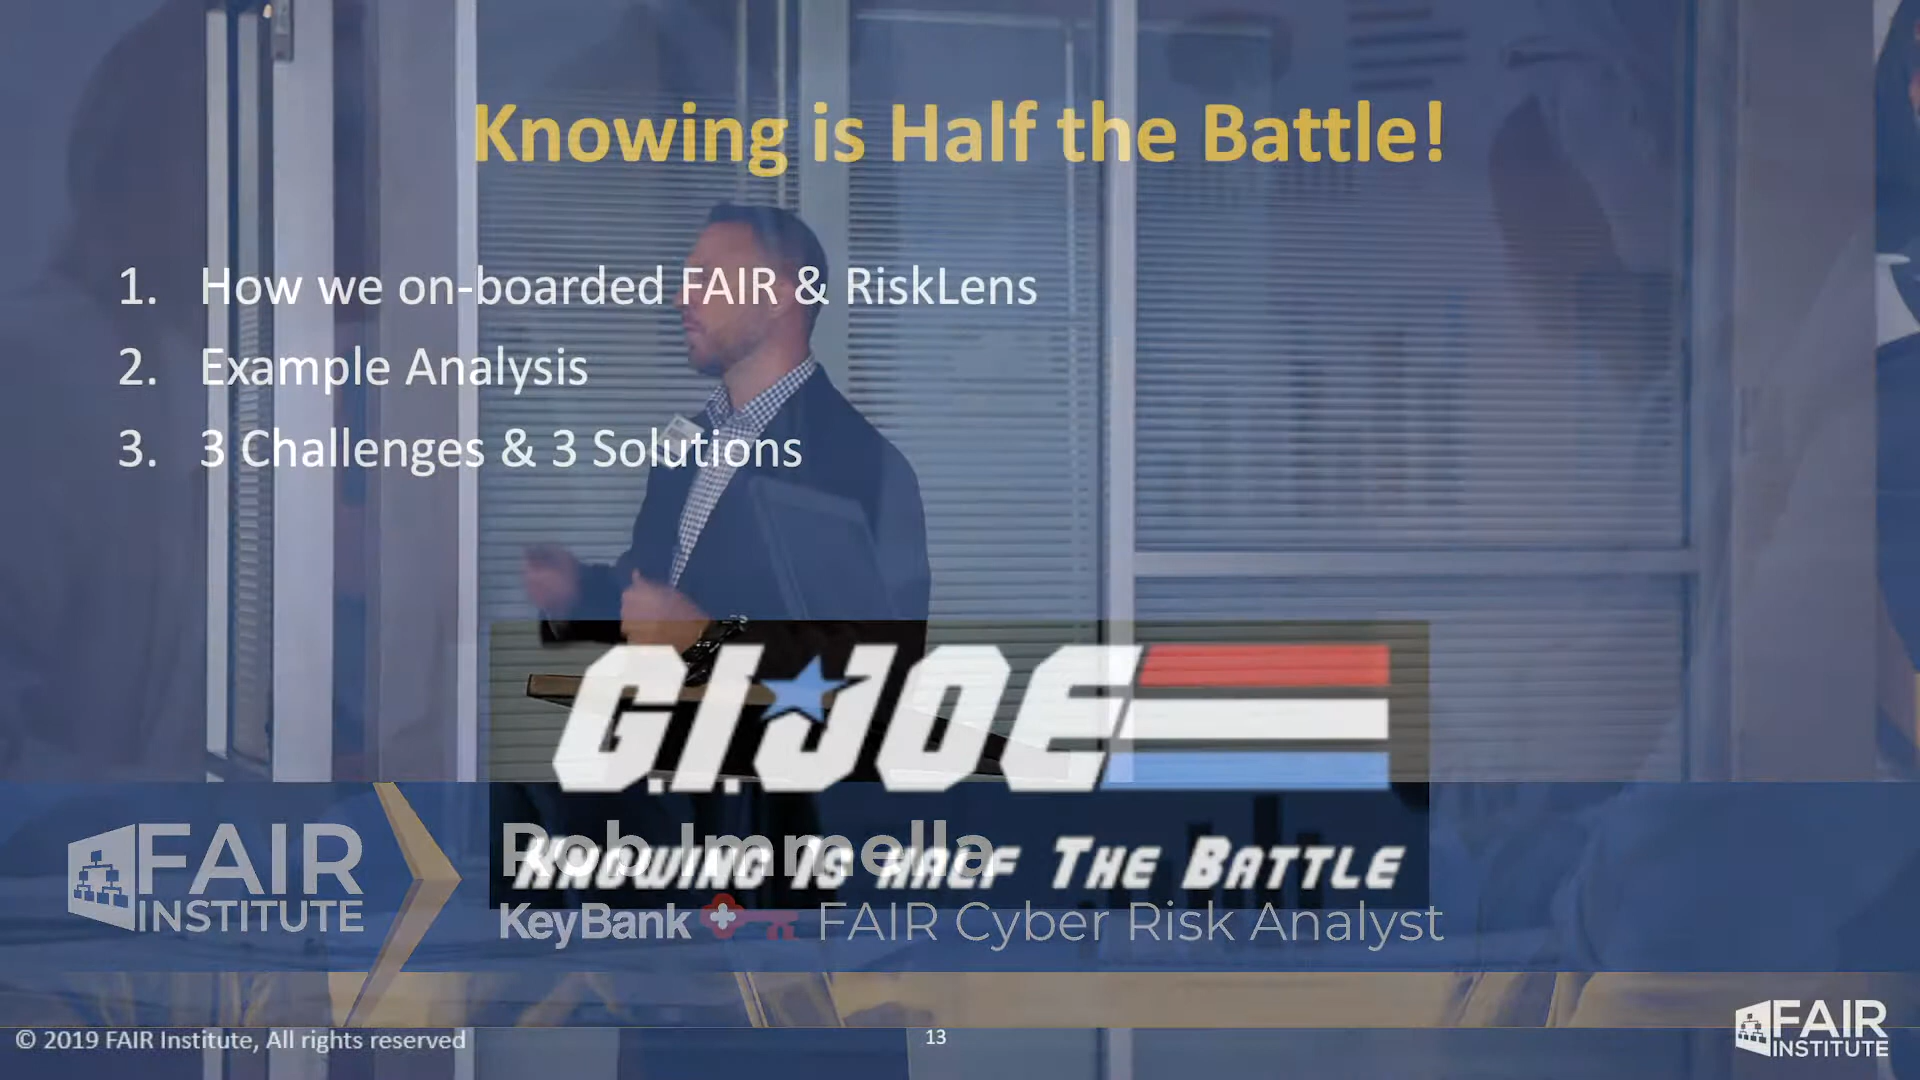 Knowing is Half the Battle!
1. How we on-boarded FAIR & RiskLens
2. Example Analysis
3. 3 Challenges & 3 Solutions
G.I.JOE
KNOWING IS HALF THE BATTLE
FAIR
INSTITUTE
Rob Immella
KeyBank FAIR Cyber Risk Analyst
© 2019 FAIR Institute, All rights reserved
13
FAIR
INSTITUTE